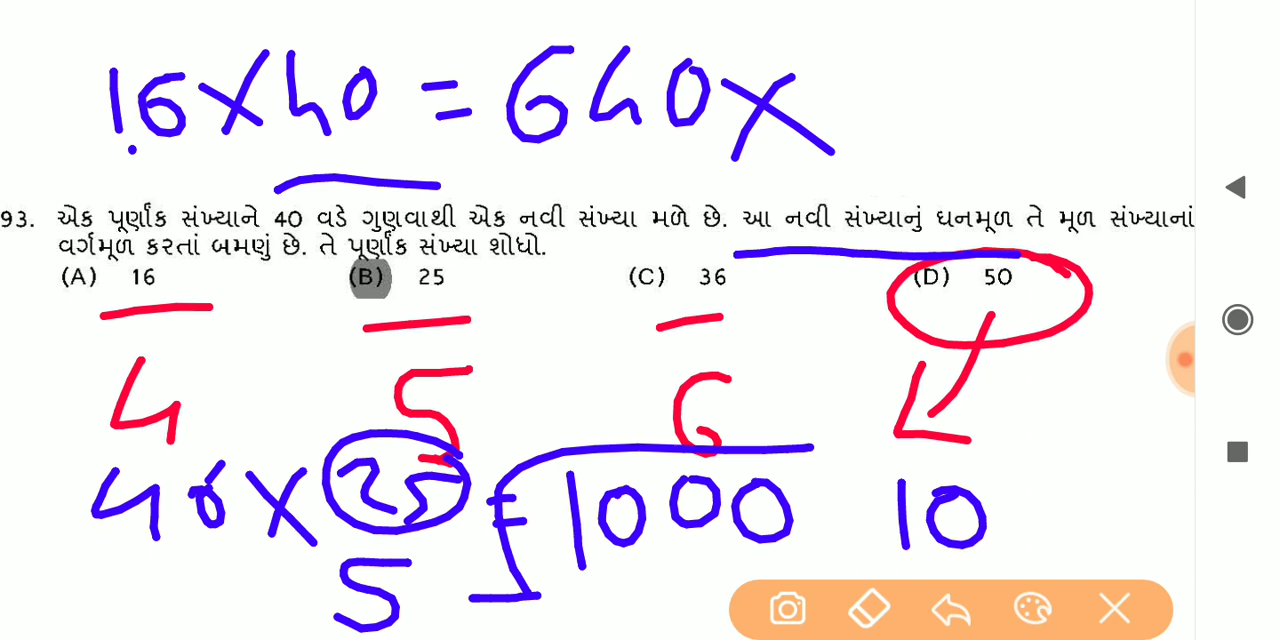 16 X 40 = 640 X
93. એક પૂર્ણાંક સંખ્યાને 40 વડે ગુણવાથી એક નવી સંખ્યા મળે છે. આ નવી સંખ્યાનું ઘનમૂળ તે મૂળ સંખ્યાનાં
વર્ગમૂળ કરતાં બમણું છે. તે પૂર્ણાંક સંખ્યા શોધો.
(A) 16 (B) 25 (C) 36 (D) 50
4 5 6
40 X 25 = 1000 10
5